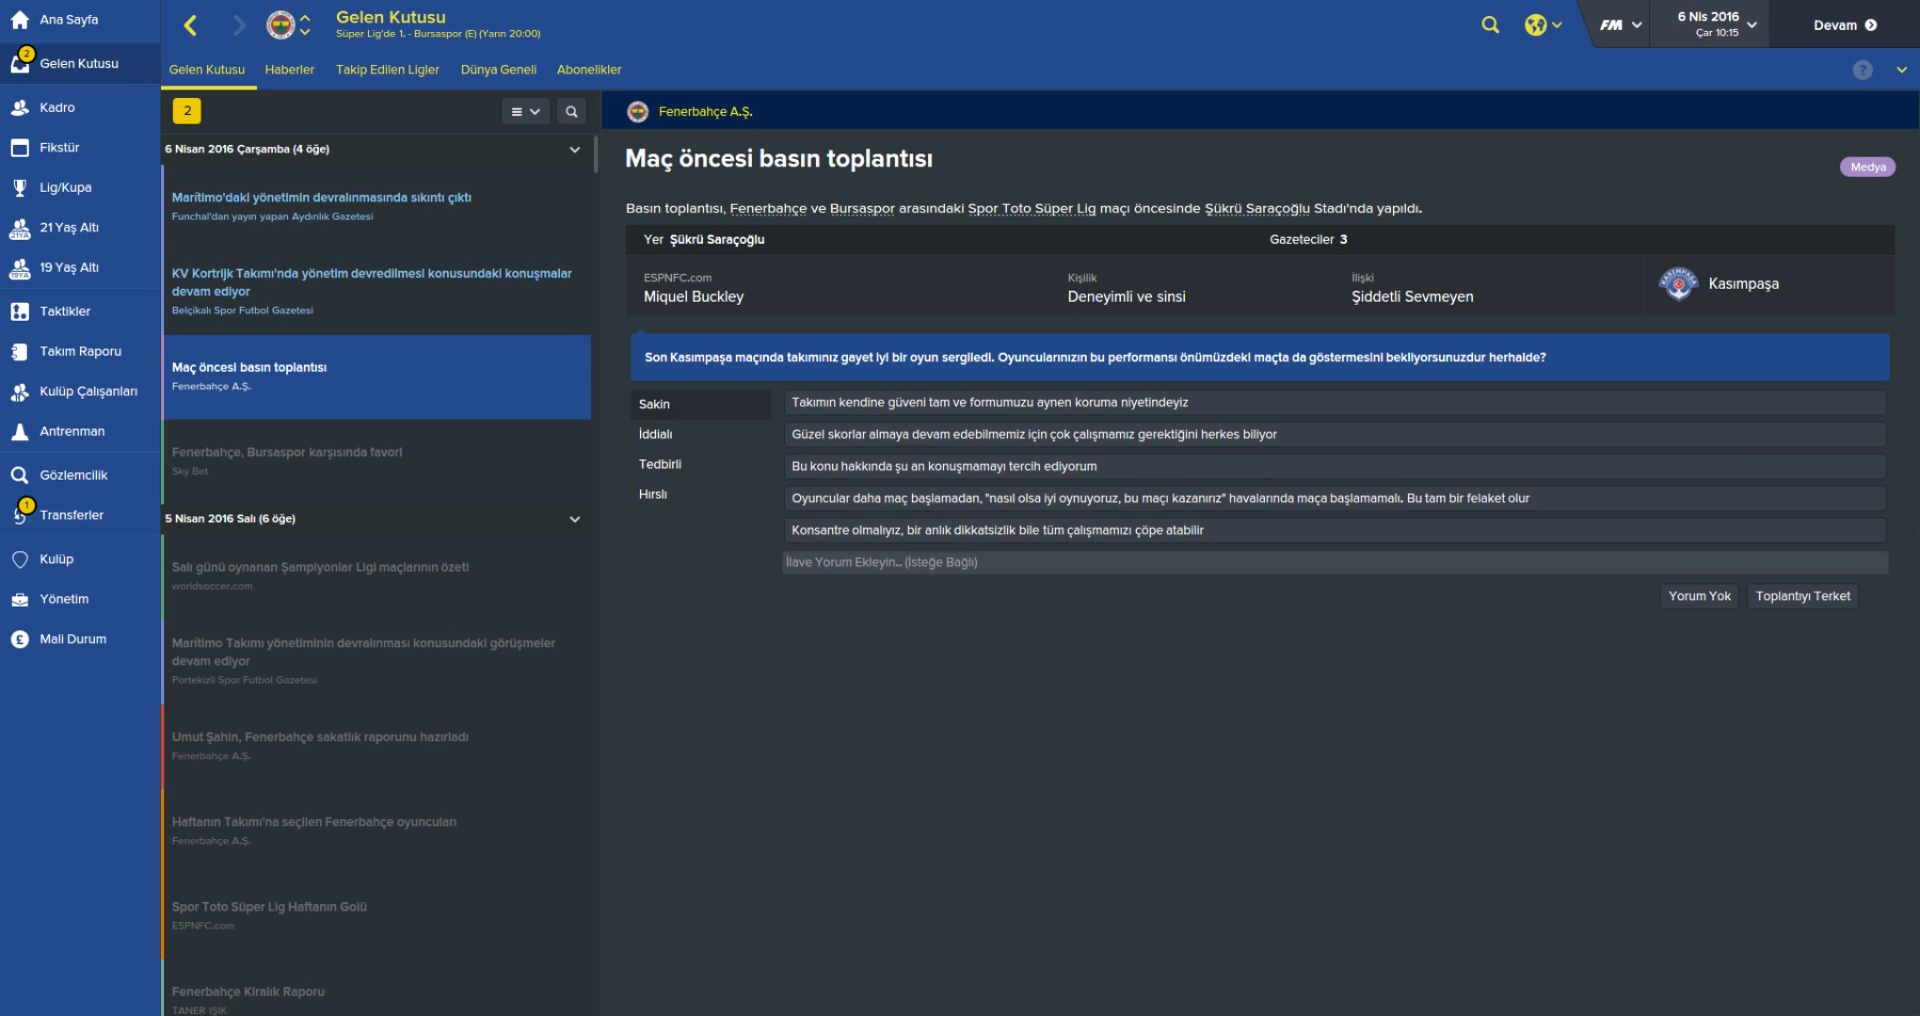 Ana Sayfa
2
Gelen Kutusu
Kadro
Fikstür
Lig/Kupa
21 Yaş Altı
19 Yaş Altı
Taktikler
Takım Raporu
Kulüp Çalışanları
Antrenman
Gözlemcilik
1
Transferler
Kulüp
Yönetim
Mali Durum
Gelen Kutusu
Süper Lig'de 1. - Bursaspor (E) (Yarın 20:00)
FM
6 Nis 2016
Çar 10:15
Devam
Gelen Kutusu Haberler Takip Edilen Ligler Dünya Geneli Abonelikler
?
2
6 Nisan 2016 Çarşamba (4 öğe)
Marítimo'daki yönetimin devralınmasında sıkıntı çıktı
Funchal'dan yayın yapan Aydınlık Gazetesi
KV Kortrijk Takımı'nda yönetim devredilmesi konusundaki konuşmalar
devam ediyor
Belçikalı Spor Futbol Gazetesi
Maç öncesi basın toplantısı
Fenerbahçe A.Ş.
Fenerbahçe, Bursaspor karşısında favori
Sky Bet
5 Nisan 2016 Salı (6 öğe)
Salı günü oynanan Şampiyonlar Ligi maçlarının özeti
worldsoccer.com
Marítimo Takımı yönetiminin devralınması konusundaki görüşmeler
devam ediyor
Portekizli Spor Futbol Gazetesi
Umut Şahin, Fenerbahçe sakatlık raporunu hazırladı
Fenerbahçe A.Ş.
Haftanın Takımı'na seçilen Fenerbahçe oyuncuları
Fenerbahçe A.Ş.
Spor Toto Süper Lig Haftanın Golü
ESPNFC.com
Fenerbahçe Kiralık Raporu
TANER IŞIK
Fenerbahçe A.Ş.
Maç öncesi basın toplantısı
Medya
Basın toplantısı, Fenerbahçe ve Bursaspor arasındaki Spor Toto Süper Lig maçı öncesinde Şükrü Saraçoğlu Stadı'nda yapıldı.
Yer Şükrü Saraçoğlu Gazeteciler 3
ESPNFC.com Kişilik İlişki
Miquel Buckley Deneyimli ve sinsi Şiddetli Sevmeyen
KASIMPAŞA
Kasımpaşa
Son Kasımpaşa maçında takımınız gayet iyi bir oyun sergiledi. Oyuncularınızın bu performansı önümüzdeki maçta da göstermesini bekliyorsunuzdur herhalde?
Sakin
İddialı
Tedbirli
Hırslı
Takımın kendine güveni tam ve formumuzu aynen koruma niyetindeyiz
Güzel skorlar almaya devam edebilmemiz için çok çalışmamız gerektiğini herkes biliyor
Bu konu hakkında şu an konuşmamayı tercih ediyorum
Oyuncular daha maç başlamadan, "nasıl olsa iyi oynuyoruz, bu maçı kazanırız" havalarında maça başlamamalı. Bu tam bir felaket olur
Konsantre olmalıyız, bir anlık dikkatsizlik bile tüm çalışmamızı çöpe atabilir
İlave Yorum Ekleyin.. (İsteğe Bağlı)
Yorum Yok Toplantıyı Terket